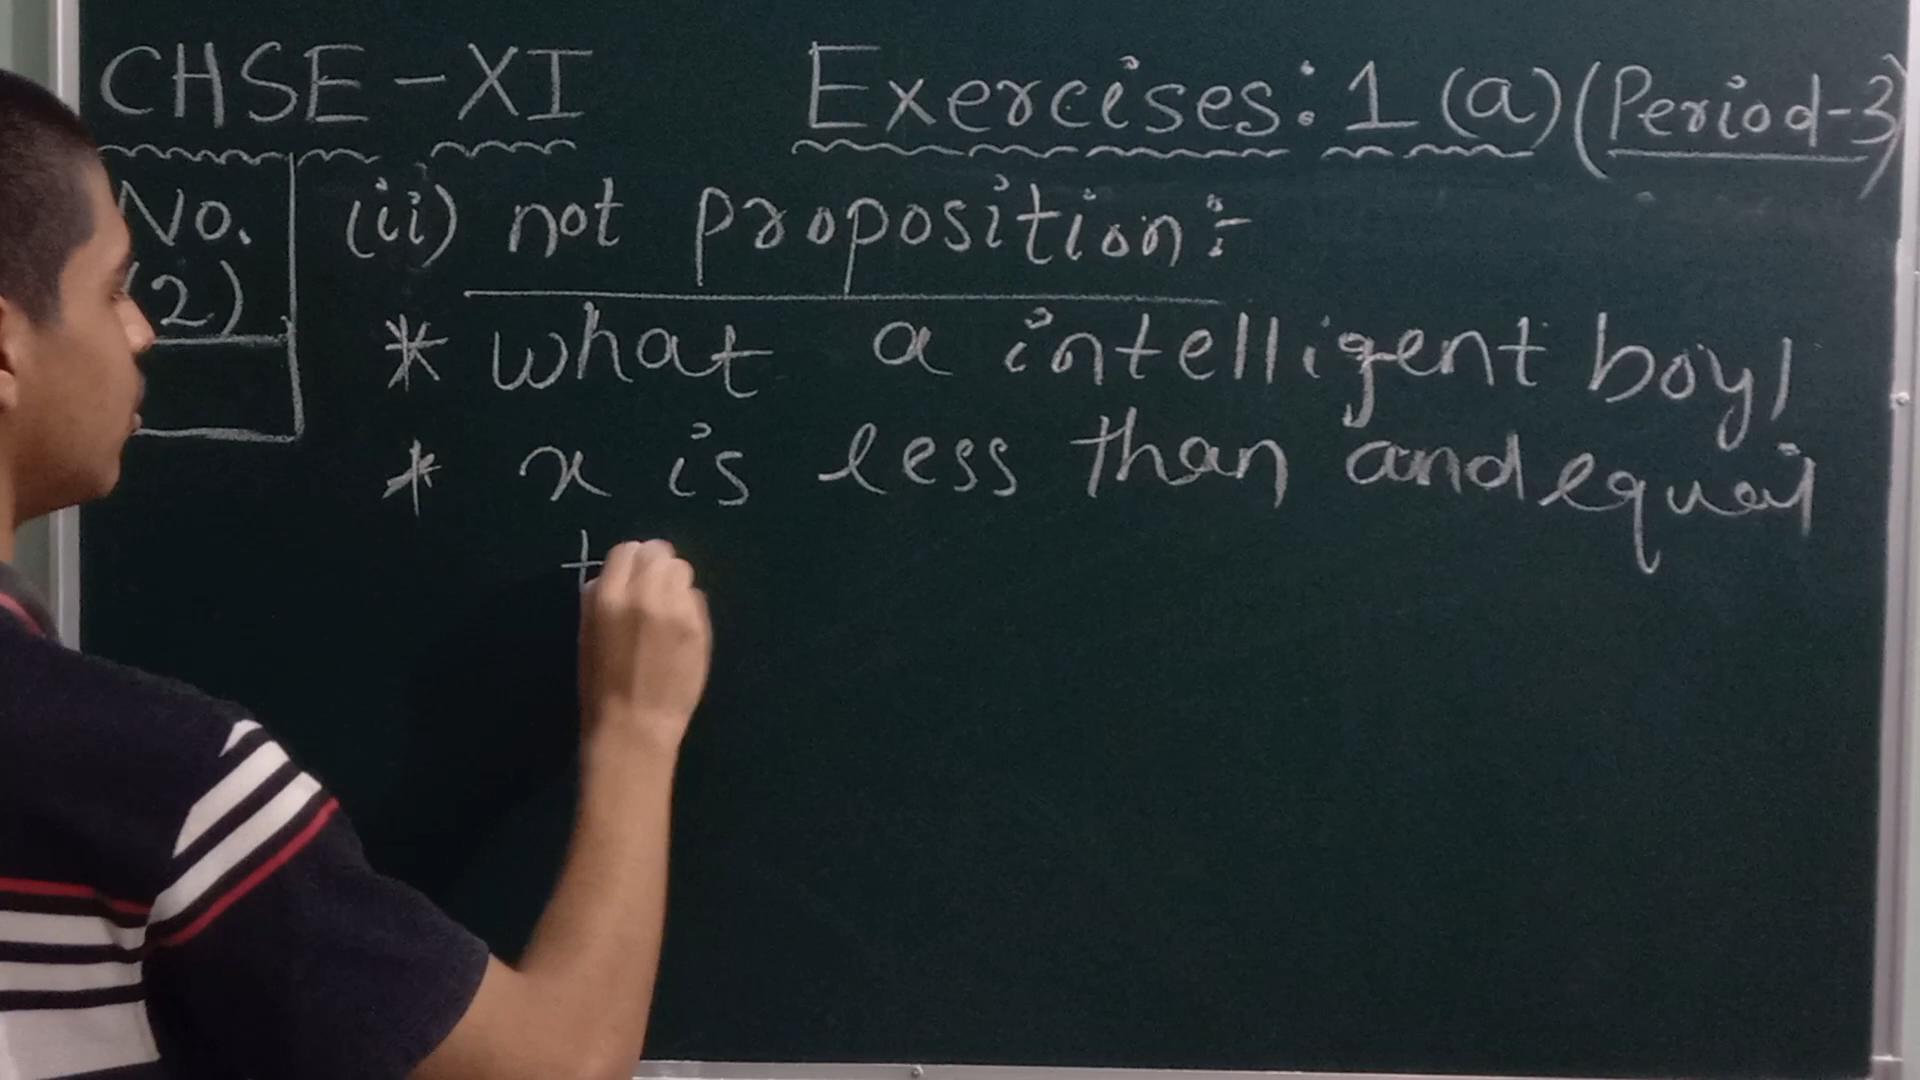 CHSE-XI Exercises: 1 (a) (Period-3)
No. (2)
(ii) not proposition:-
* what a intelligent boy!
* x is less than and equal
t